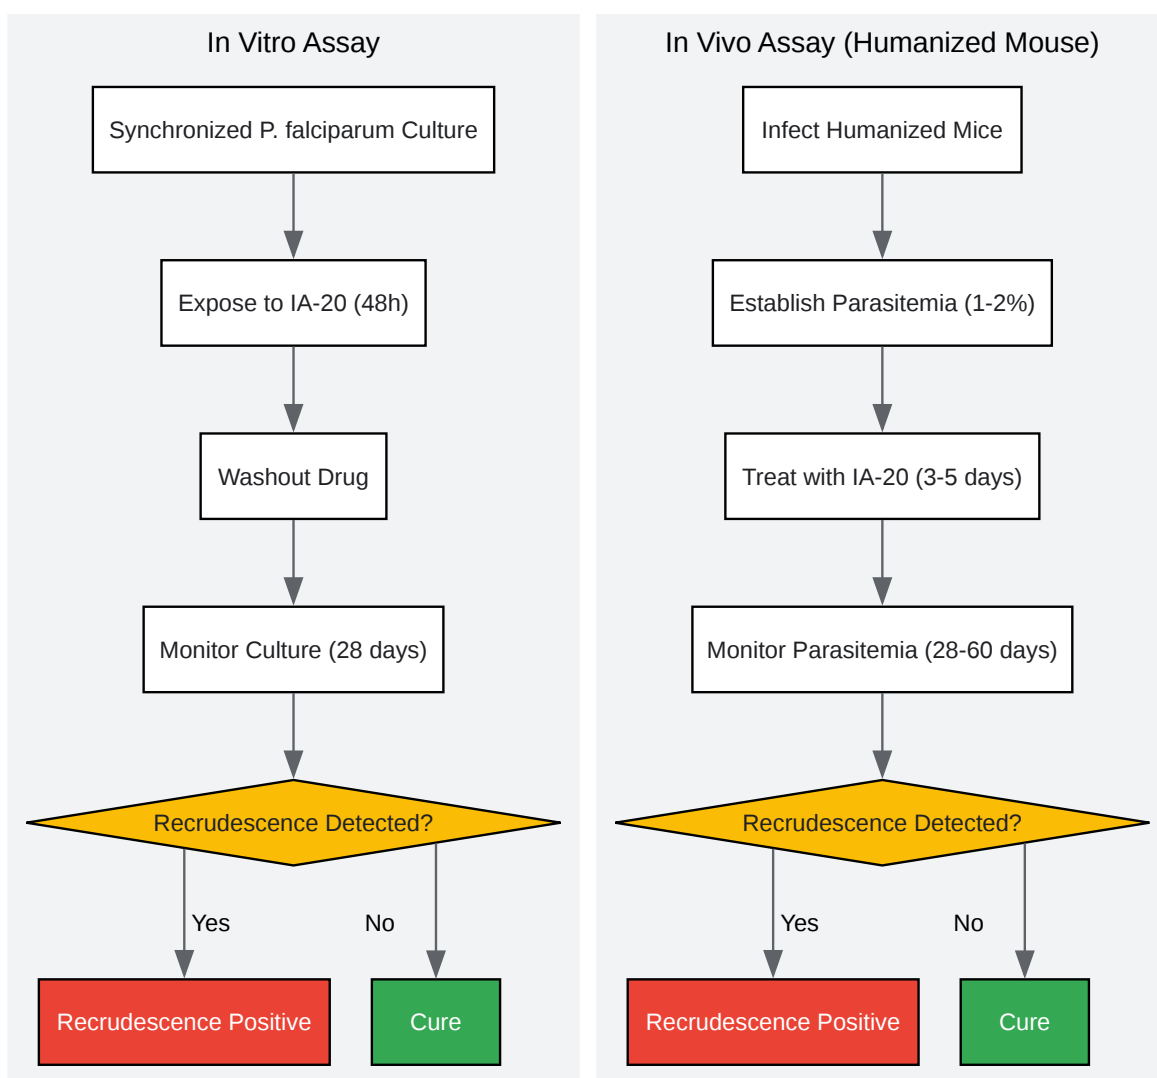 In Vitro Assay
Synchronized P. falciparum Culture
Expose to IA-20 (48h)
Washout Drug
Monitor Culture (28 days)
Recrudescence Detected?
Yes
No
Recrudescence Positive
Cure
In Vivo Assay (Humanized Mouse)
Infect Humanized Mice
Establish Parasitemia (1-2%)
Treat with IA-20 (3-5 days)
Monitor Parasitemia (28-60 days)
Recrudescence Detected?
Yes
No
Recrudescence Positive
Cure